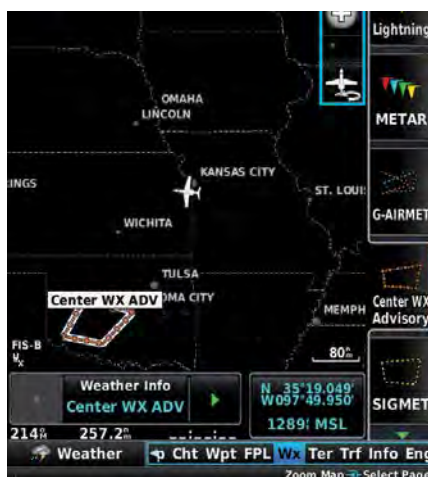 Lightning
METAR
G-AIRMET
Center WX
Advisory
SIGMET
OMAHA
LINCOLN
KANSAS CITY
INGS
ST. LOUI
WICHITA
TULSA
Center WX ADV
OMA CITY
MEMPH
FIS-B
80
Weather Info
Center WX ADV
N 35°19.049'
W097°49.950'
1289 MSL
214
257.2
Weather
Cht Wpt FPL Wx Ter Trf Info Eng
Zoom Map Select Page